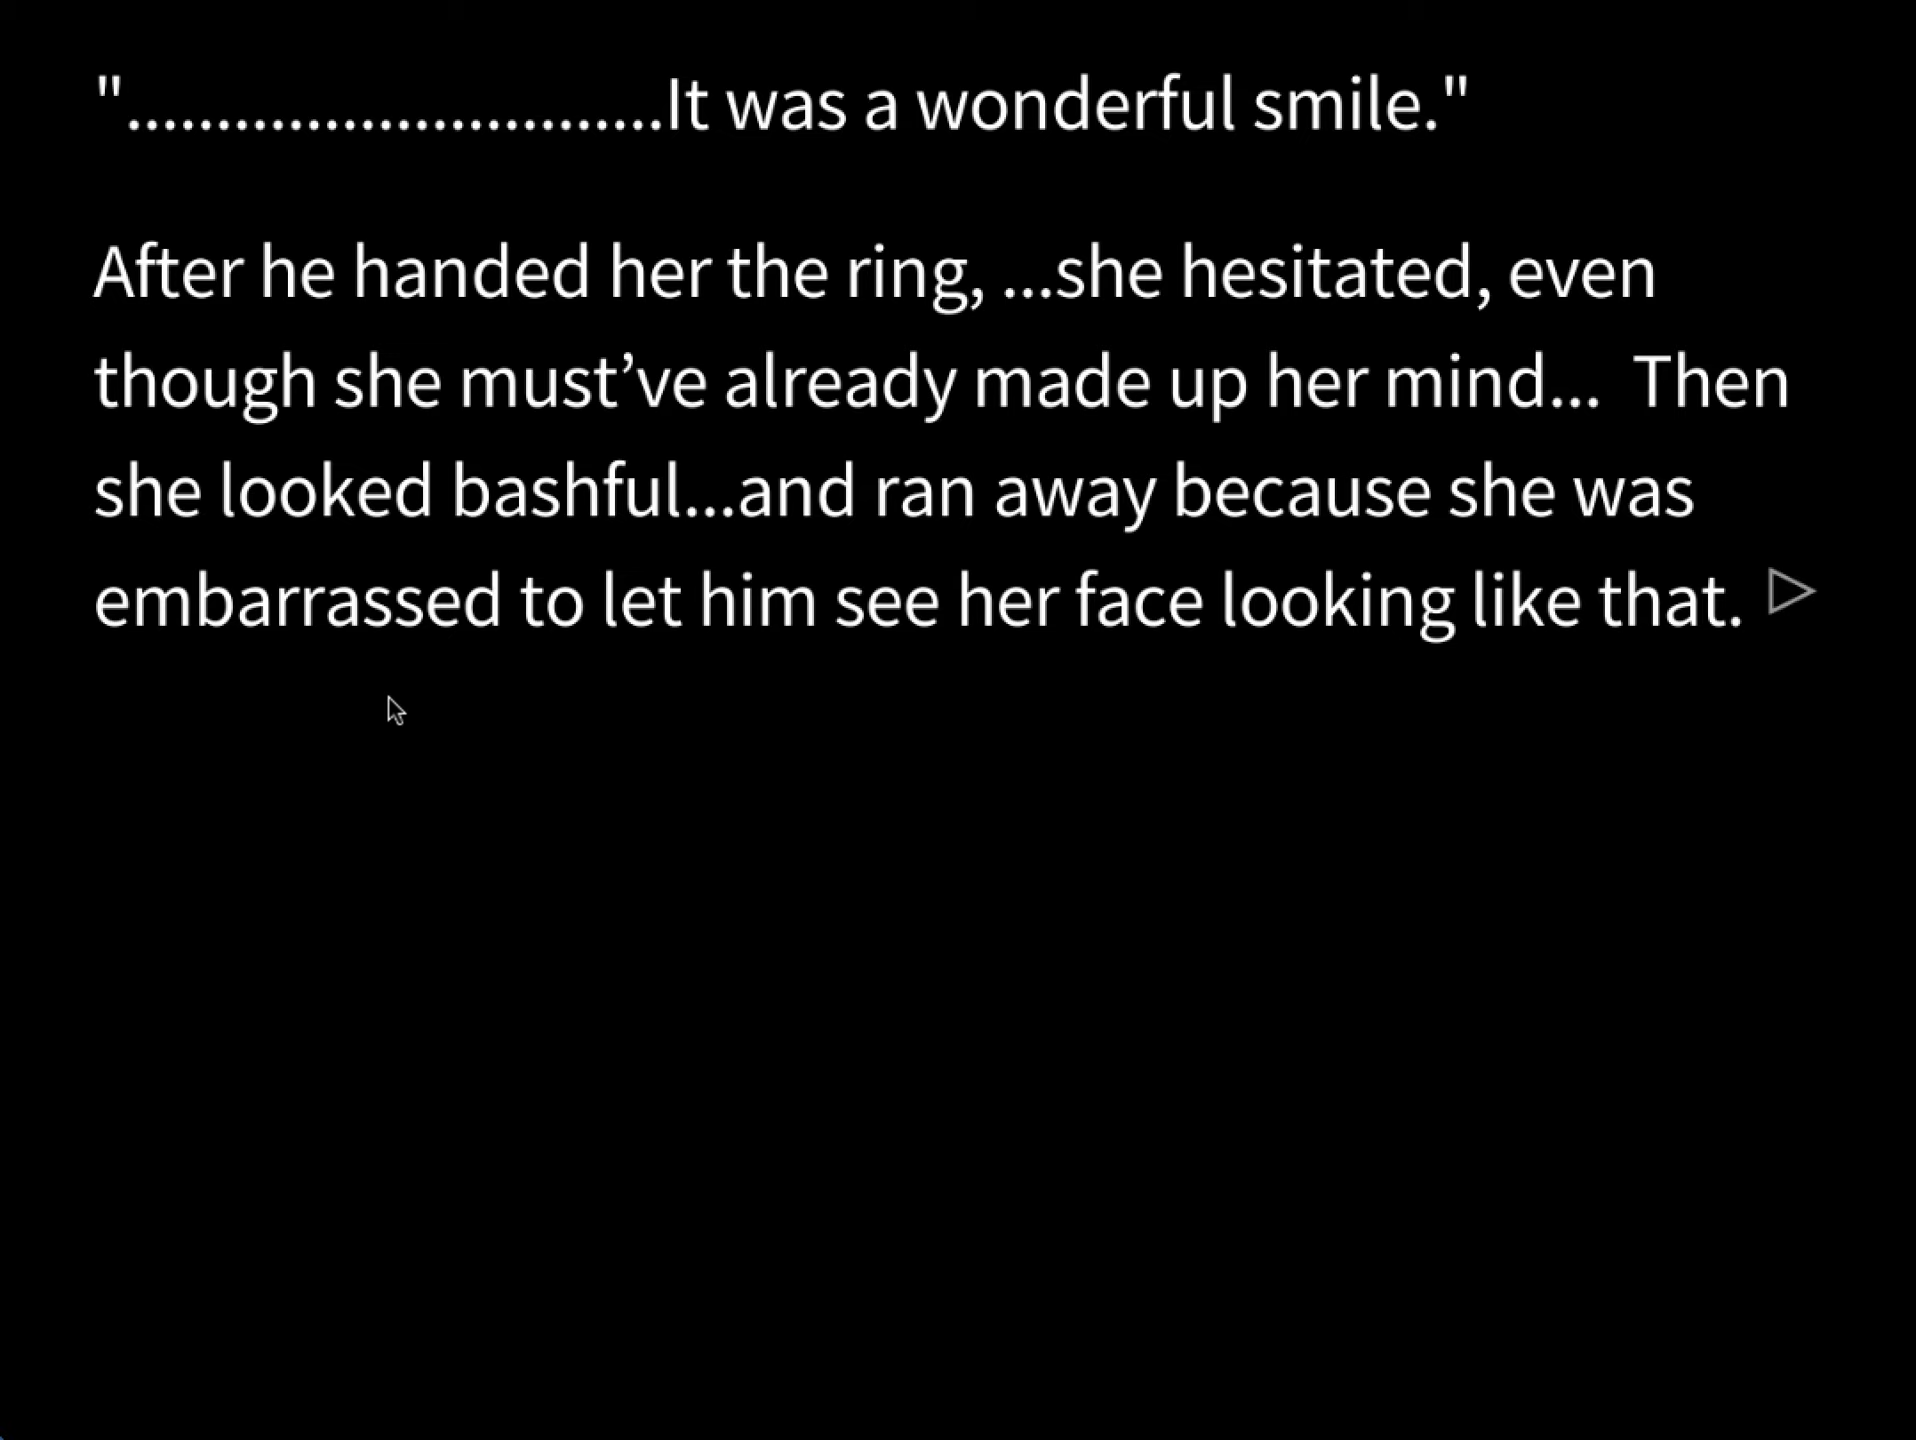 "..............................It was a wonderful smile."
After he handed her the ring, ...she hesitated, even
though she must’ve already made up her mind...  Then
she looked bashful...and ran away because she was
embarrassed to let him see her face looking like that.